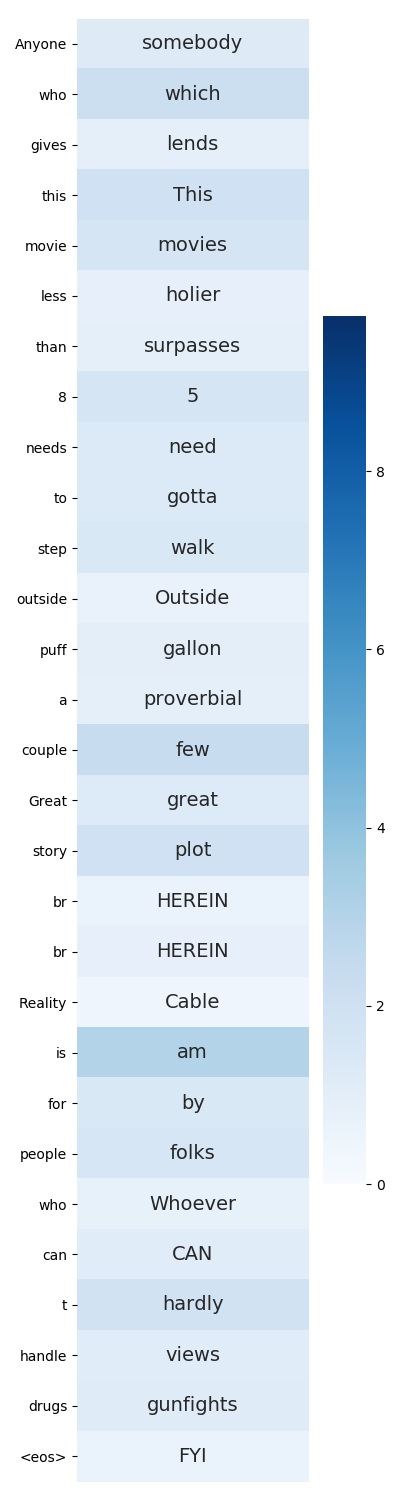 Anyone somebody
who which
gives lends
this This
movie movies
less holier
than surpasses
8 5
needs need
to gotta
step walk
outside Outside
puff gallon
a proverbial
couple few
Great great
story plot
br HEREIN
br HEREIN
Reality Cable
is am
for by
people folks
who Whoever
can CAN
t hardly
handle views
drugs gunfights
<eos> FYI
8
6
4
2
0